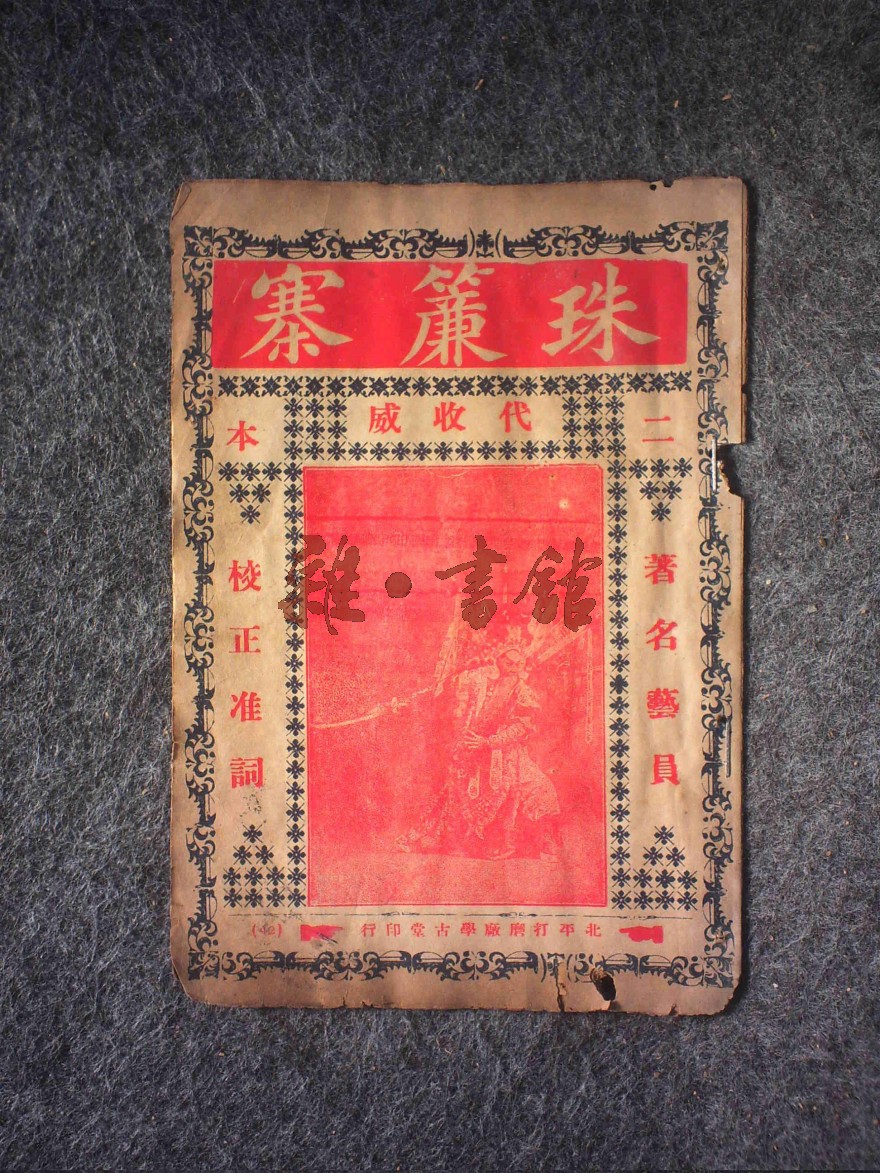 珠簾寨
代收威
二本
著名藝員
校正准詞
雜·書館
北平打磨廠學古堂印行